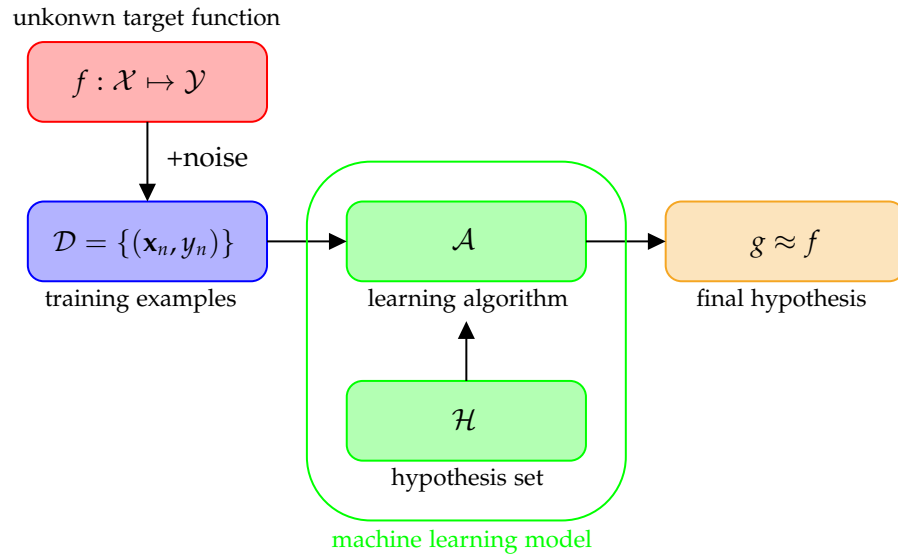 unkonwn target function
f : 𝒳 ↦ 𝒴
+noise
𝒟 = {(𝐱ₙ, yₙ)}
training examples
𝒜
learning algorithm
g ≈ f
final hypothesis
ℋ
hypothesis set
machine learning model